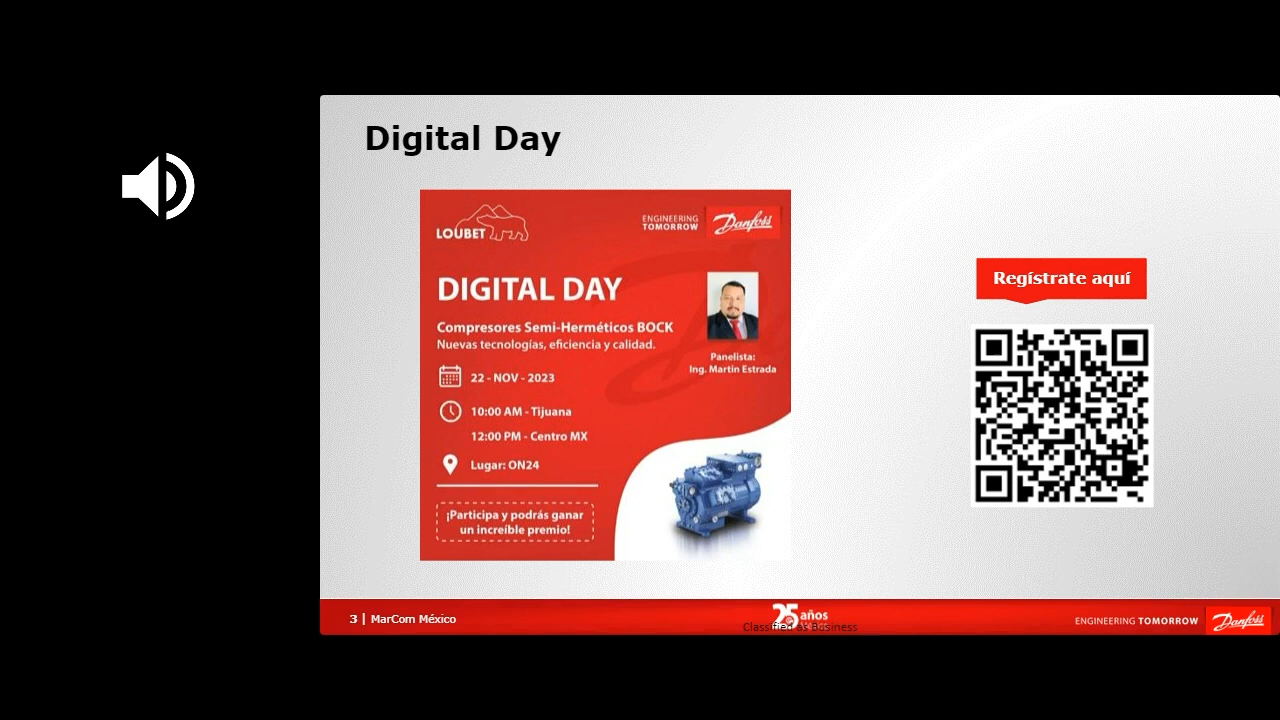 Digital Day
LOUBET
ENGINEERING
TOMORROW
Danfoss
DIGITAL DAY
Compresores Semi-Herméticos BOCK
Nuevas tecnologías, eficiencia y calidad.
Panelista:
Ing. Martin Estrada
22 - NOV - 2023
10:00 AM - Tijuana
12:00 PM - Centro MX
Lugar: ON24
¡Participa y podrás ganar
un increíble premio!
Regístrate aquí
3 | MarCom México
25 años
Classified as Business
ENGINEERING TOMORROW
Danfoss